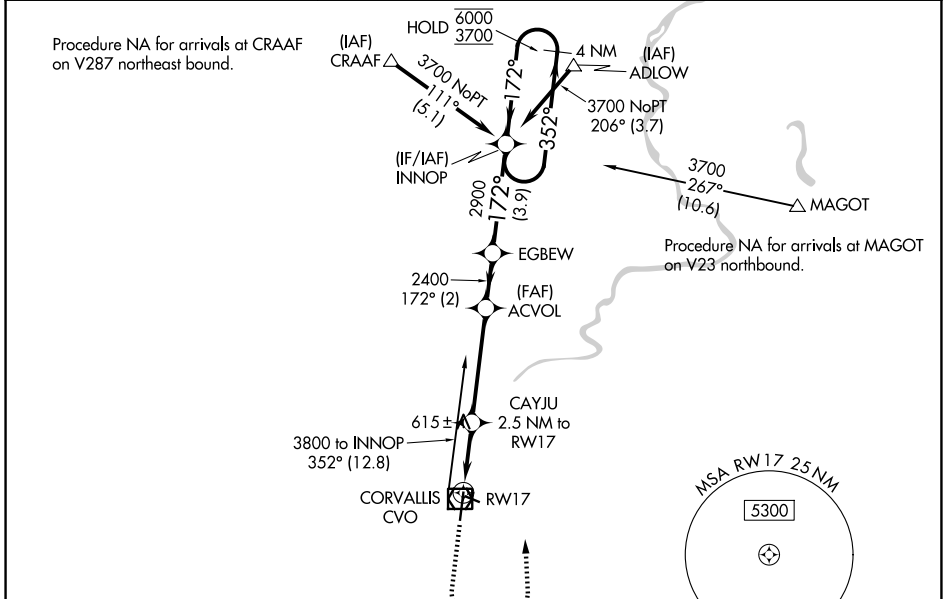 Procedure NA for arrivals at CRAAF
on V287 northeast bound.
HOLD 6000
3700
4 NM
(IAF)
CRAAF
3700 NoPT
111°
(5.1)
172°
352°
(IAF)
ADLOW
3700 NoPT
206° (3.7)
(IF/IAF)
INNOP
2900
172°
(3.9)
3700
267°
(10.6)
MAGOT
Procedure NA for arrivals at MAGOT
on V23 northbound.
EGBEW
2400
172° (2)
(FAF)
ACVOL
CAYJU
2.5 NM to
RW17
615±
3800 to INNOP
352° (12.8)
CORVALLIS
CVO
RW17
MSA RW17 25 NM
5300